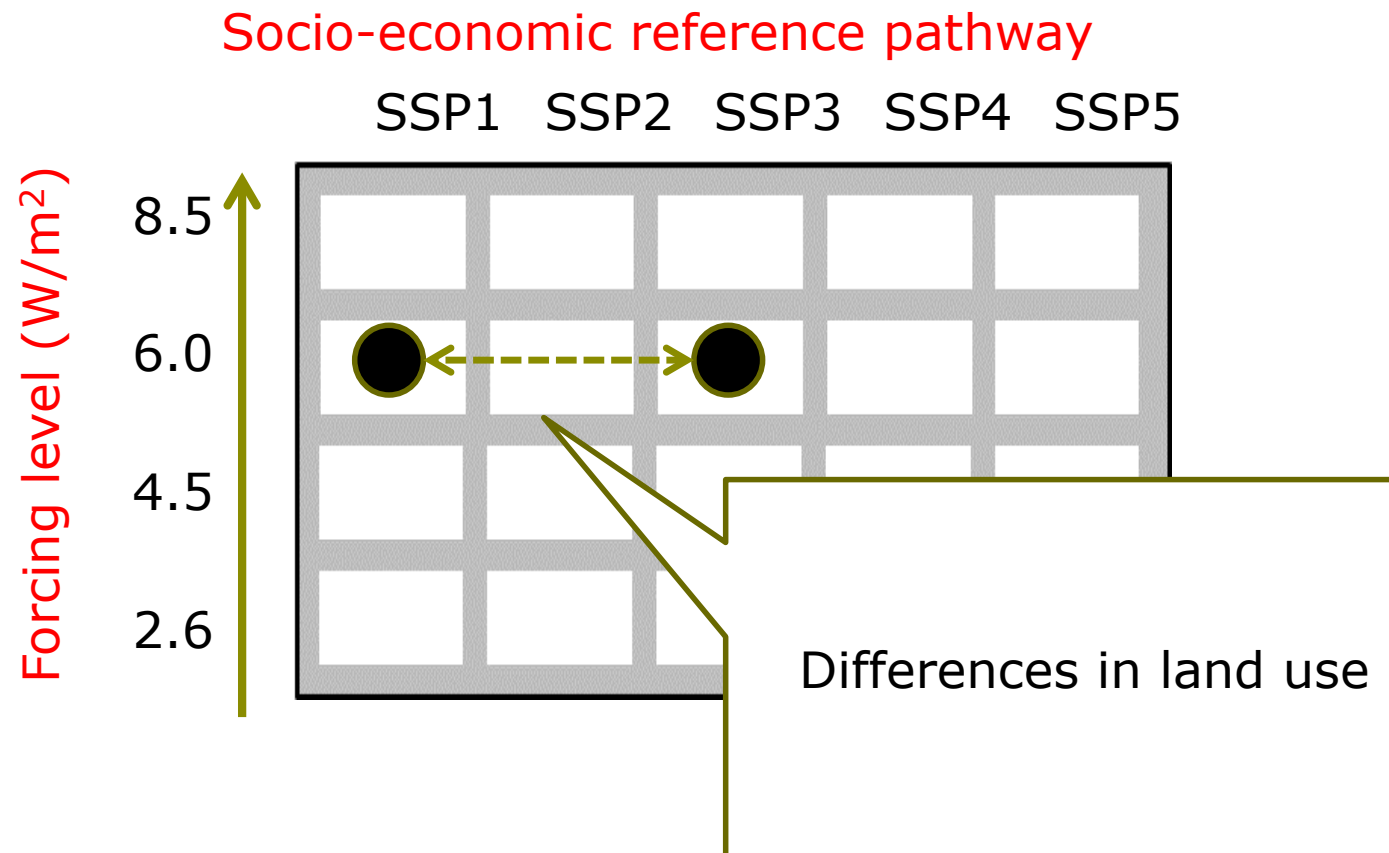 Socio-economic reference pathway
SSP1 SSP2 SSP3 SSP4 SSP5
Forcing level (W/m²)
8.5
6.0
4.5
2.6
Differences in land use